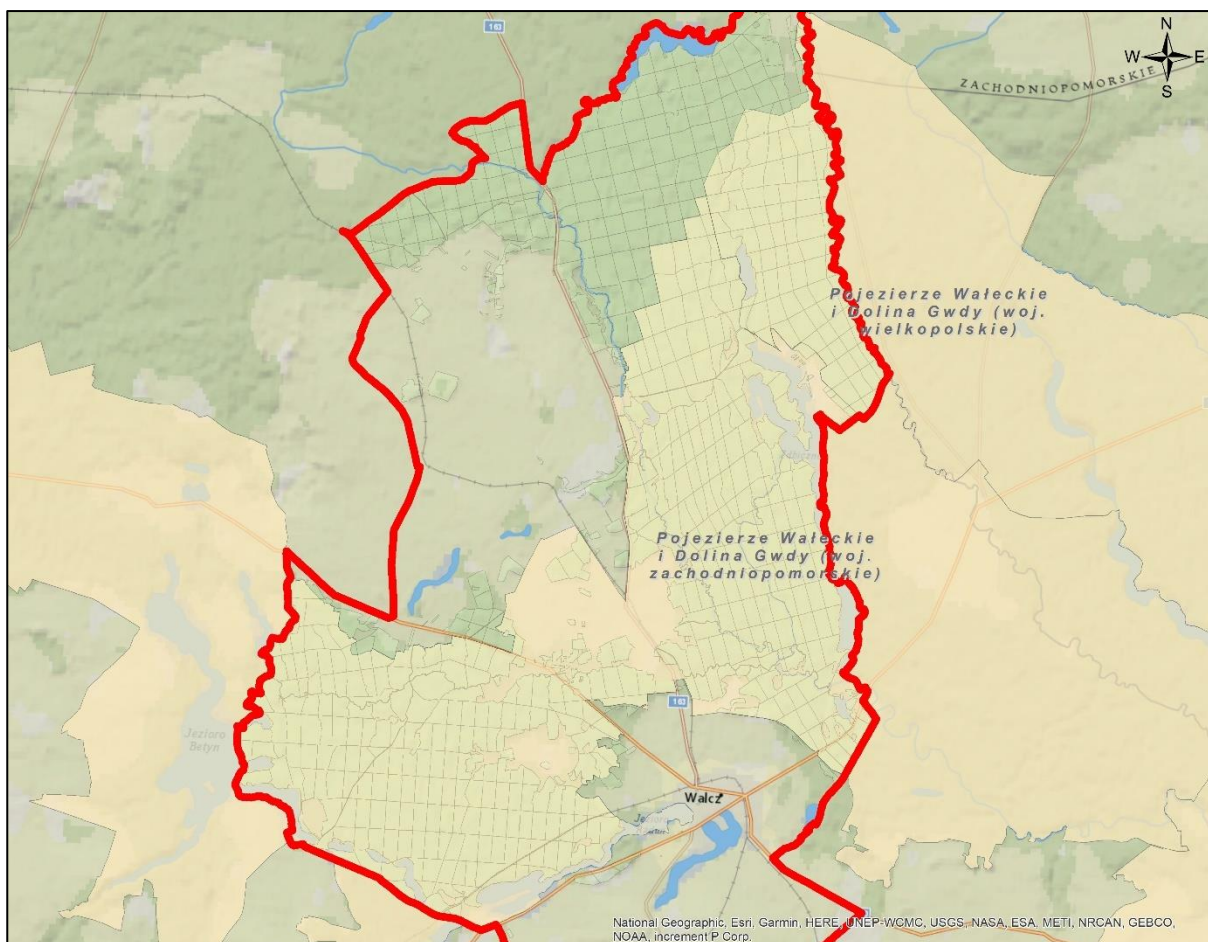 163
N
W E
S
ZACHODNIOPOMORSKIE
Pojezierze Wałeckie
i Dolina Gwdy (woj.
wielkopolskie)
Pojezierze Wałeckie
i Dolina Gwdy (woj.
zachodniopomorskie)
163
Jezioro
Betyn
Wałcz
National Geographic, Esri, Garmin, HERE, UNEP-WCMC, USGS, NASA, ESA, METI, NRCAN, GEBCO,
NOAA, increment P Corp.